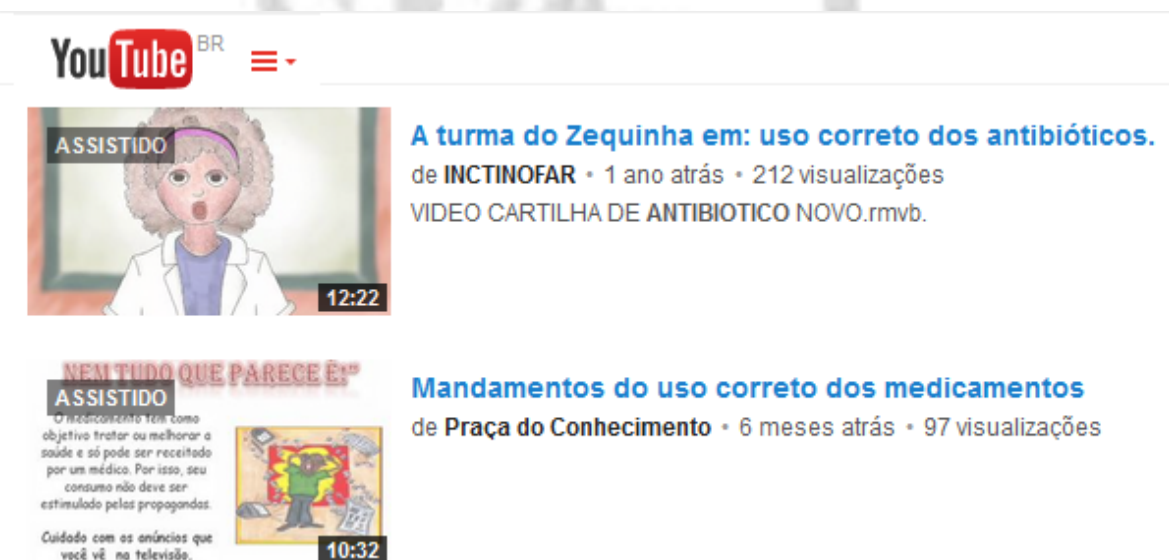 YouTube BR
ASSISTIDO
12:22
A turma do Zequinha em: uso correto dos antibióticos.
de INCTINOFAR • 1 ano atrás • 212 visualizações
VIDEO CARTILHA DE ANTIBIOTICO NOVO.rmvb.
NEM TUDO QUE PARECE É!"
ASSISTIDO
O medicamento tem como
objetivo tratar ou melhorar a
saúde e só pode ser receitado
por um médico. Por isso, seu
consumo não deve ser
estimulado pelas propagandas.
Cuidado com os anúncios que
você vê na televisão,
10:32
Mandamentos do uso correto dos medicamentos
de Praça do Conhecimento • 6 meses atrás • 97 visualizações